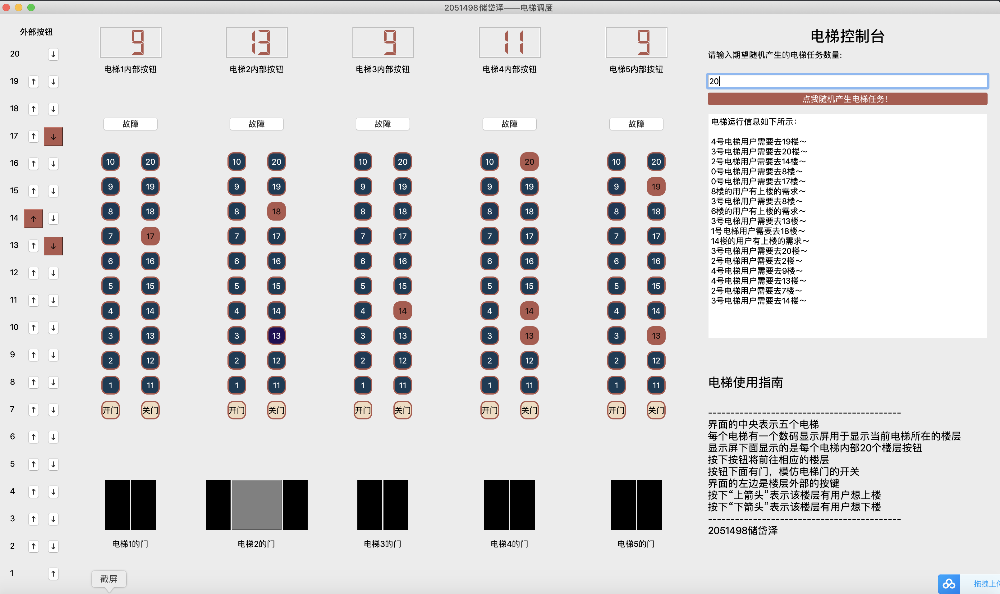 2051498储岱泽——电梯调度
外部按钮
20 ↓
19 ↑ ↓
18 ↑ ↓
17 ↑ ↓
16 ↑ ↓
15 ↑ ↓
14 ↑ ↓
13 ↑ ↓
12 ↑ ↓
11 ↑ ↓
10 ↑ ↓
9 ↑ ↓
8 ↑ ↓
7 ↑ ↓
6 ↑ ↓
5 ↑ ↓
4 ↑ ↓
3 ↑ ↓
2 ↑ ↓
1 ↑
9
电梯1内部按钮
故障
10 20
9 19
8 18
7 17
6 16
5 15
4 14
3 13
2 12
1 11
开门 关门
电梯1的门
13
电梯2内部按钮
故障
10 20
9 19
8 18
7 17
6 16
5 15
4 14
3 13
2 12
1 11
开门 关门
电梯2的门
9
电梯3内部按钮
故障
10 20
9 19
8 18
7 17
6 16
5 15
4 14
3 13
2 12
1 11
开门 关门
电梯3的门
11
电梯4内部按钮
故障
10 20
9 19
8 18
7 17
6 16
5 15
4 14
3 13
2 12
1 11
开门 关门
电梯4的门
9
电梯5内部按钮
故障
10 20
9 19
8 18
7 17
6 16
5 15
4 14
3 13
2 12
1 11
开门 关门
电梯5的门
电梯控制台
请输入期望随机产生的电梯任务数量:
20
点我随机产生电梯任务!
电梯运行信息如下所示:
4号电梯用户需要去19楼~
3号电梯用户需要去20楼~
2号电梯用户需要去14楼~
0号电梯用户需要去8楼~
0号电梯用户需要去17楼~
8楼的用户有上楼的需求~
3号电梯用户需要去8楼~
6楼的用户有上楼的需求~
3号电梯用户需要去13楼~
1号电梯用户需要去18楼~
14楼的用户有上楼的需求~
3号电梯用户需要去20楼~
2号电梯用户需要去2楼~
4号电梯用户需要去9楼~
4号电梯用户需要去13楼~
2号电梯用户需要去7楼~
3号电梯用户需要去14楼~
电梯使用指南
-------------------------------------------
界面的中央表示五个电梯
每个电梯有一个数码显示屏用于显示当前电梯所在的楼层
显示屏下面显示的是每个电梯内部20个楼层按钮
按下按钮将前往相应的楼层
按钮下面有门，模仿电梯门的开关
界面的左边是楼层外部的按键
按下“上箭头”表示该楼层有用户想上楼
按下“下箭头”表示该楼层有用户想下楼
-------------------------------------------
2051498储岱泽
截屏
拖拽上传